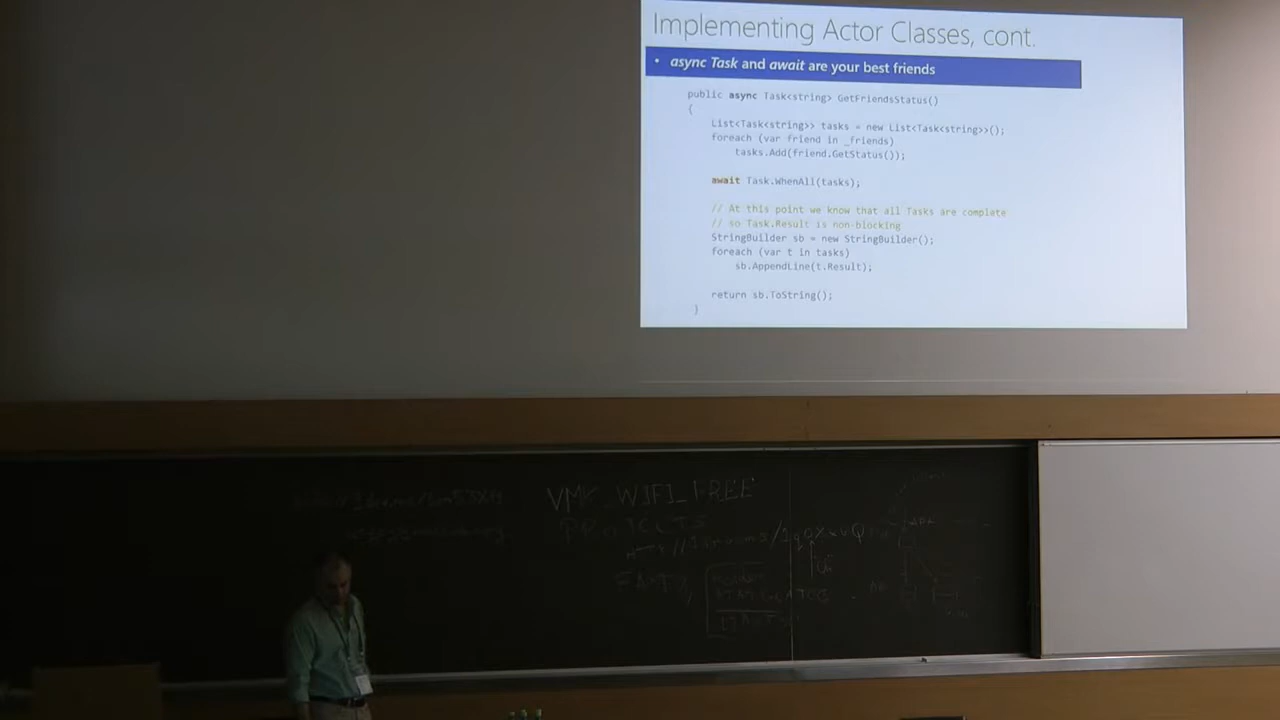 Implementing Actor Classes, cont.
• async Task and await are your best friends
public async Task<string> GetFriendsStatus()
{
List<Task<string>> tasks = new List<Task<string>>();
foreach (var friend in _friends)
tasks.Add(friend.GetStatus());
await Task.WhenAll(tasks);
// At this point we know that all Tasks are complete
// so Task.Result is non-blocking
StringBuilder sb = new StringBuilder();
foreach (var t in tasks)
sb.AppendLine(t.Result);
return sb.ToString();
}
VMK_WIFI_FREE
PROJECTS